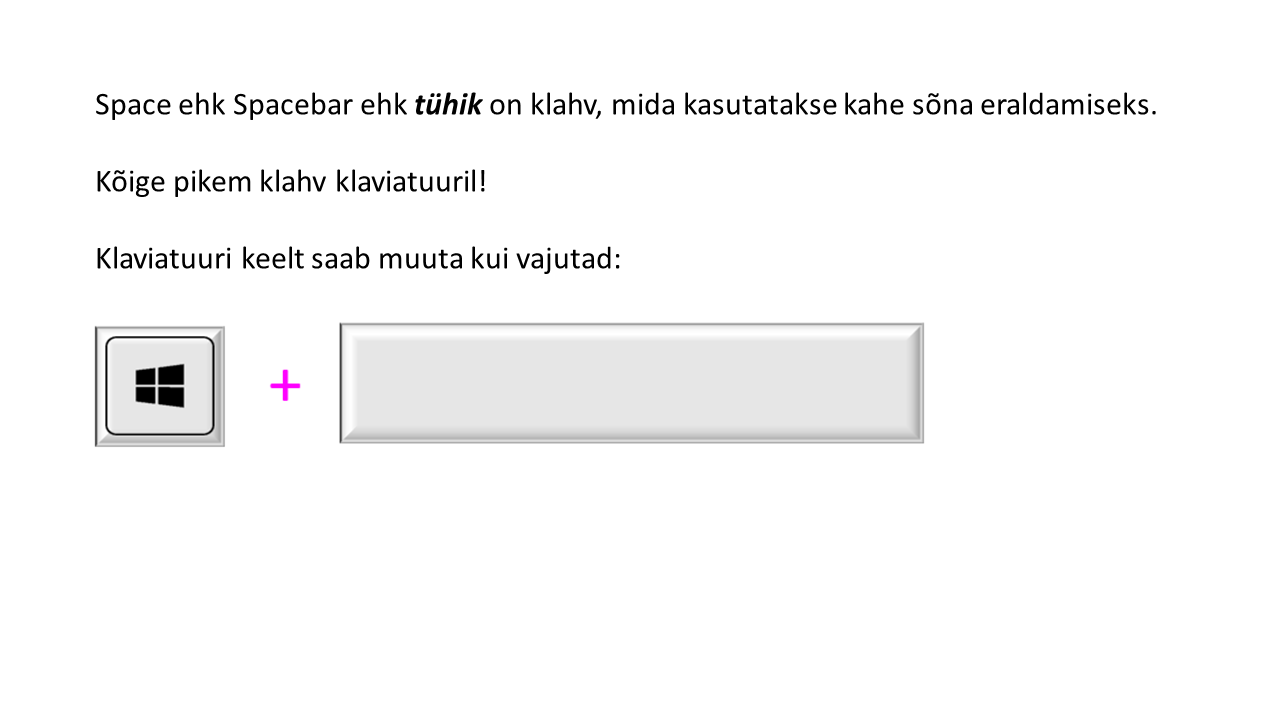 Space ehk Spacebar ehk tühik on klahv, mida kasutatakse kahe sõna eraldamiseks.
Kõige pikem klahv klaviatuuril!
Klaviatuuri keelt saab muuta kui vajutad:
+